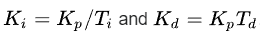 K_i = K_p/T_i and K_d = K_pT_d